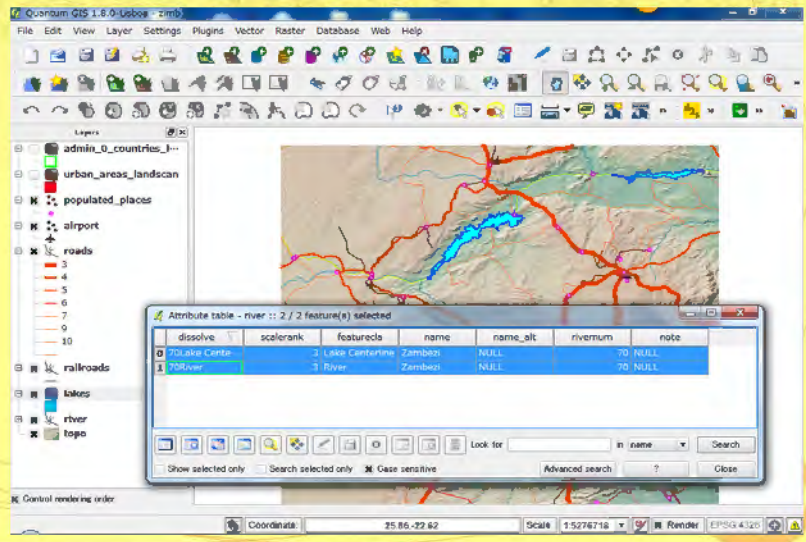 Quantum GIS 1.8.0-Lisboa - zimb
File Edit View Layer Settings Plugins Vector Raster Database Web Help
Layers
admin_0_countries_l...
urban_areas_landscan
populated_places
airport
roads
3
4
5
6
7
9
10
railroads
lakes
river
topo
Control rendering order
Attribute table - river :: 2 / 2 feature(s) selected
dissolve scalerank featurecla name name_alt rivernum note
0 70Lake Cente 3 Lake Centerline Zambezi NULL 70 NULL
1 70River 3 River Zambezi NULL 70 NULL
Look for in name Search
Show selected only Search selected only Case sensitive Advanced search ? Close
Coordinate: 25.86,-22.62 Scale 1:5276718 Render EPSG:4326